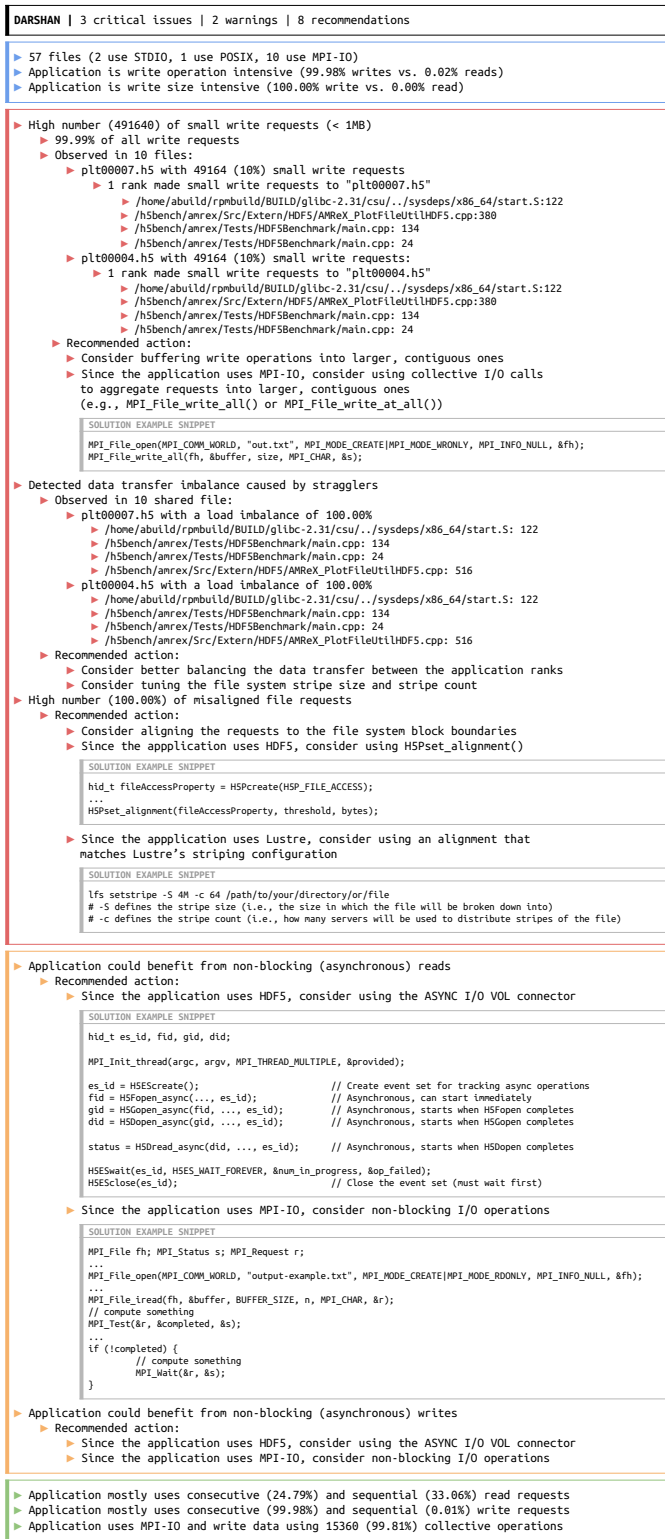 DARSHAN | 3 critical issues | 2 warnings | 8 recommendations
▶ 57 files (2 use STDIO, 1 use POSIX, 10 use MPI-IO)
▶ Application is write operation intensive (99.98% writes vs. 0.02% reads)
▶ Application is write size intensive (100.00% write vs. 0.00% read)
▶ High number (491640) of small write requests (< 1MB)
▶ 99.99% of all write requests
▶ Observed in 10 files:
▶ plt00007.h5 with 49164 (10%) small write requests
▶ 1 rank made small write requests to "plt00007.h5"
▶ /home/abuild/rpmbuild/BUILD/glibc-2.31/csu/../sysdeps/x86_64/start.S:122
▶ /h5bench/amrex/Src/Extern/HDF5/AMReX_PlotFileUtilHDF5.cpp:380
▶ /h5bench/amrex/Tests/HDF5Benchmark/main.cpp: 134
▶ /h5bench/amrex/Tests/HDF5Benchmark/main.cpp: 24
▶ plt00004.h5 with 49164 (10%) small write requests:
▶ 1 rank made small write requests to "plt00004.h5"
▶ /home/abuild/rpmbuild/BUILD/glibc-2.31/csu/../sysdeps/x86_64/start.S:122
▶ /h5bench/amrex/Src/Extern/HDF5/AMReX_PlotFileUtilHDF5.cpp:380
▶ /h5bench/amrex/Tests/HDF5Benchmark/main.cpp: 134
▶ /h5bench/amrex/Tests/HDF5Benchmark/main.cpp: 24
▶ Recommended action:
▶ Consider buffering write operations into larger, contiguous ones
▶ Since the application uses MPI-IO, consider using collective I/O calls
to aggregate requests into larger, contiguous ones
(e.g., MPI_File_write_all() or MPI_File_write_at_all())
SOLUTION EXAMPLE SNIPPET
MPI_File_open(MPI_COMM_WORLD, "out.txt", MPI_MODE_CREATE|MPI_MODE_WRONLY, MPI_INFO_NULL, &fh);
MPI_File_write_all(fh, &buffer, size, MPI_CHAR, &s);
▶ Detected data transfer imbalance caused by stragglers
▶ Observed in 10 shared file:
▶ plt00007.h5 with a load imbalance of 100.00%
▶ /home/abuild/rpmbuild/BUILD/glibc-2.31/csu/../sysdeps/x86_64/start.S: 122
▶ /h5bench/amrex/Tests/HDF5Benchmark/main.cpp: 134
▶ /h5bench/amrex/Tests/HDF5Benchmark/main.cpp: 24
▶ /h5bench/amrex/Src/Extern/HDF5/AMReX_PlotFileUtilHDF5.cpp: 516
▶ plt00004.h5 with a load imbalance of 100.00%
▶ /home/abuild/rpmbuild/BUILD/glibc-2.31/csu/../sysdeps/x86_64/start.S: 122
▶ /h5bench/amrex/Tests/HDF5Benchmark/main.cpp: 134
▶ /h5bench/amrex/Tests/HDF5Benchmark/main.cpp: 24
▶ /h5bench/amrex/Src/Extern/HDF5/AMReX_PlotFileUtilHDF5.cpp: 516
▶ Recommended action:
▶ Consider better balancing the data transfer between the application ranks
▶ Consider tuning the file system stripe size and stripe count
▶ High number (100.00%) of misaligned file requests
▶ Recommended action:
▶ Consider aligning the requests to the file system block boundaries
▶ Since the appplication uses HDF5, consider using H5Pset_alignment()
SOLUTION EXAMPLE SNIPPET
hid_t fileAccessProperty = H5Pcreate(H5P_FILE_ACCESS);
...
H5Pset_alignment(fileAccessProperty, threshold, bytes);
▶ Since the appplication uses Lustre, consider using an alignment that
matches Lustre's striping configuration
SOLUTION EXAMPLE SNIPPET
lfs setstripe -S 4M -c 64 /path/to/your/directory/or/file
# -S defines the stripe size (i.e., the size in which the file will be broken down into)
# -c defines the stripe count (i.e., how many servers will be used to distribute stripes of the file)
▶ Application could benefit from non-blocking (asynchronous) reads
▶ Recommended action:
▶ Since the application uses HDF5, consider using the ASYNC I/O VOL connector
SOLUTION EXAMPLE SNIPPET
hid_t es_id, fid, gid, did;
MPI_Init_thread(argc, argv, MPI_THREAD_MULTIPLE, &provided);
es_id = H5EScreate(); // Create event set for tracking async operations
fid = H5Fopen_async(..., es_id); // Asynchronous, can start immediately
gid = H5Gopen_async(fid, ..., es_id); // Asynchronous, starts when H5Fopen completes
did = H5Dopen_async(gid, ..., es_id); // Asynchronous, starts when H5Gopen completes
status = H5Dread_async(did, ..., es_id); // Asynchronous, starts when H5Dopen completes
H5ESwait(es_id, H5ES_WAIT_FOREVER, &num_in_progress, &op_failed);
H5ESclose(es_id); // Close the event set (must wait first)
▶ Since the application uses MPI-IO, consider non-blocking I/O operations
SOLUTION EXAMPLE SNIPPET
MPI_File fh; MPI_Status s; MPI_Request r;
...
MPI_File_open(MPI_COMM_WORLD, "output-example.txt", MPI_MODE_CREATE|MPI_MODE_RDONLY, MPI_INFO_NULL, &fh);
...
MPI_File_iread(fh, &buffer, BUFFER_SIZE, n, MPI_CHAR, &r);
// compute something
MPI_Test(&r, &completed, &s);
...
if (!completed) {
// compute something
MPI_Wait(&r, &s);
}
▶ Application could benefit from non-blocking (asynchronous) writes
▶ Recommended action:
▶ Since the application uses HDF5, consider using the ASYNC I/O VOL connector
▶ Since the application uses MPI-IO, consider non-blocking I/O operations
▶ Application mostly uses consecutive (24.79%) and sequential (33.06%) read requests
▶ Application mostly uses consecutive (99.98%) and sequential (0.01%) write requests
▶ Application uses MPI-IO and write data using 15360 (99.81%) collective operations